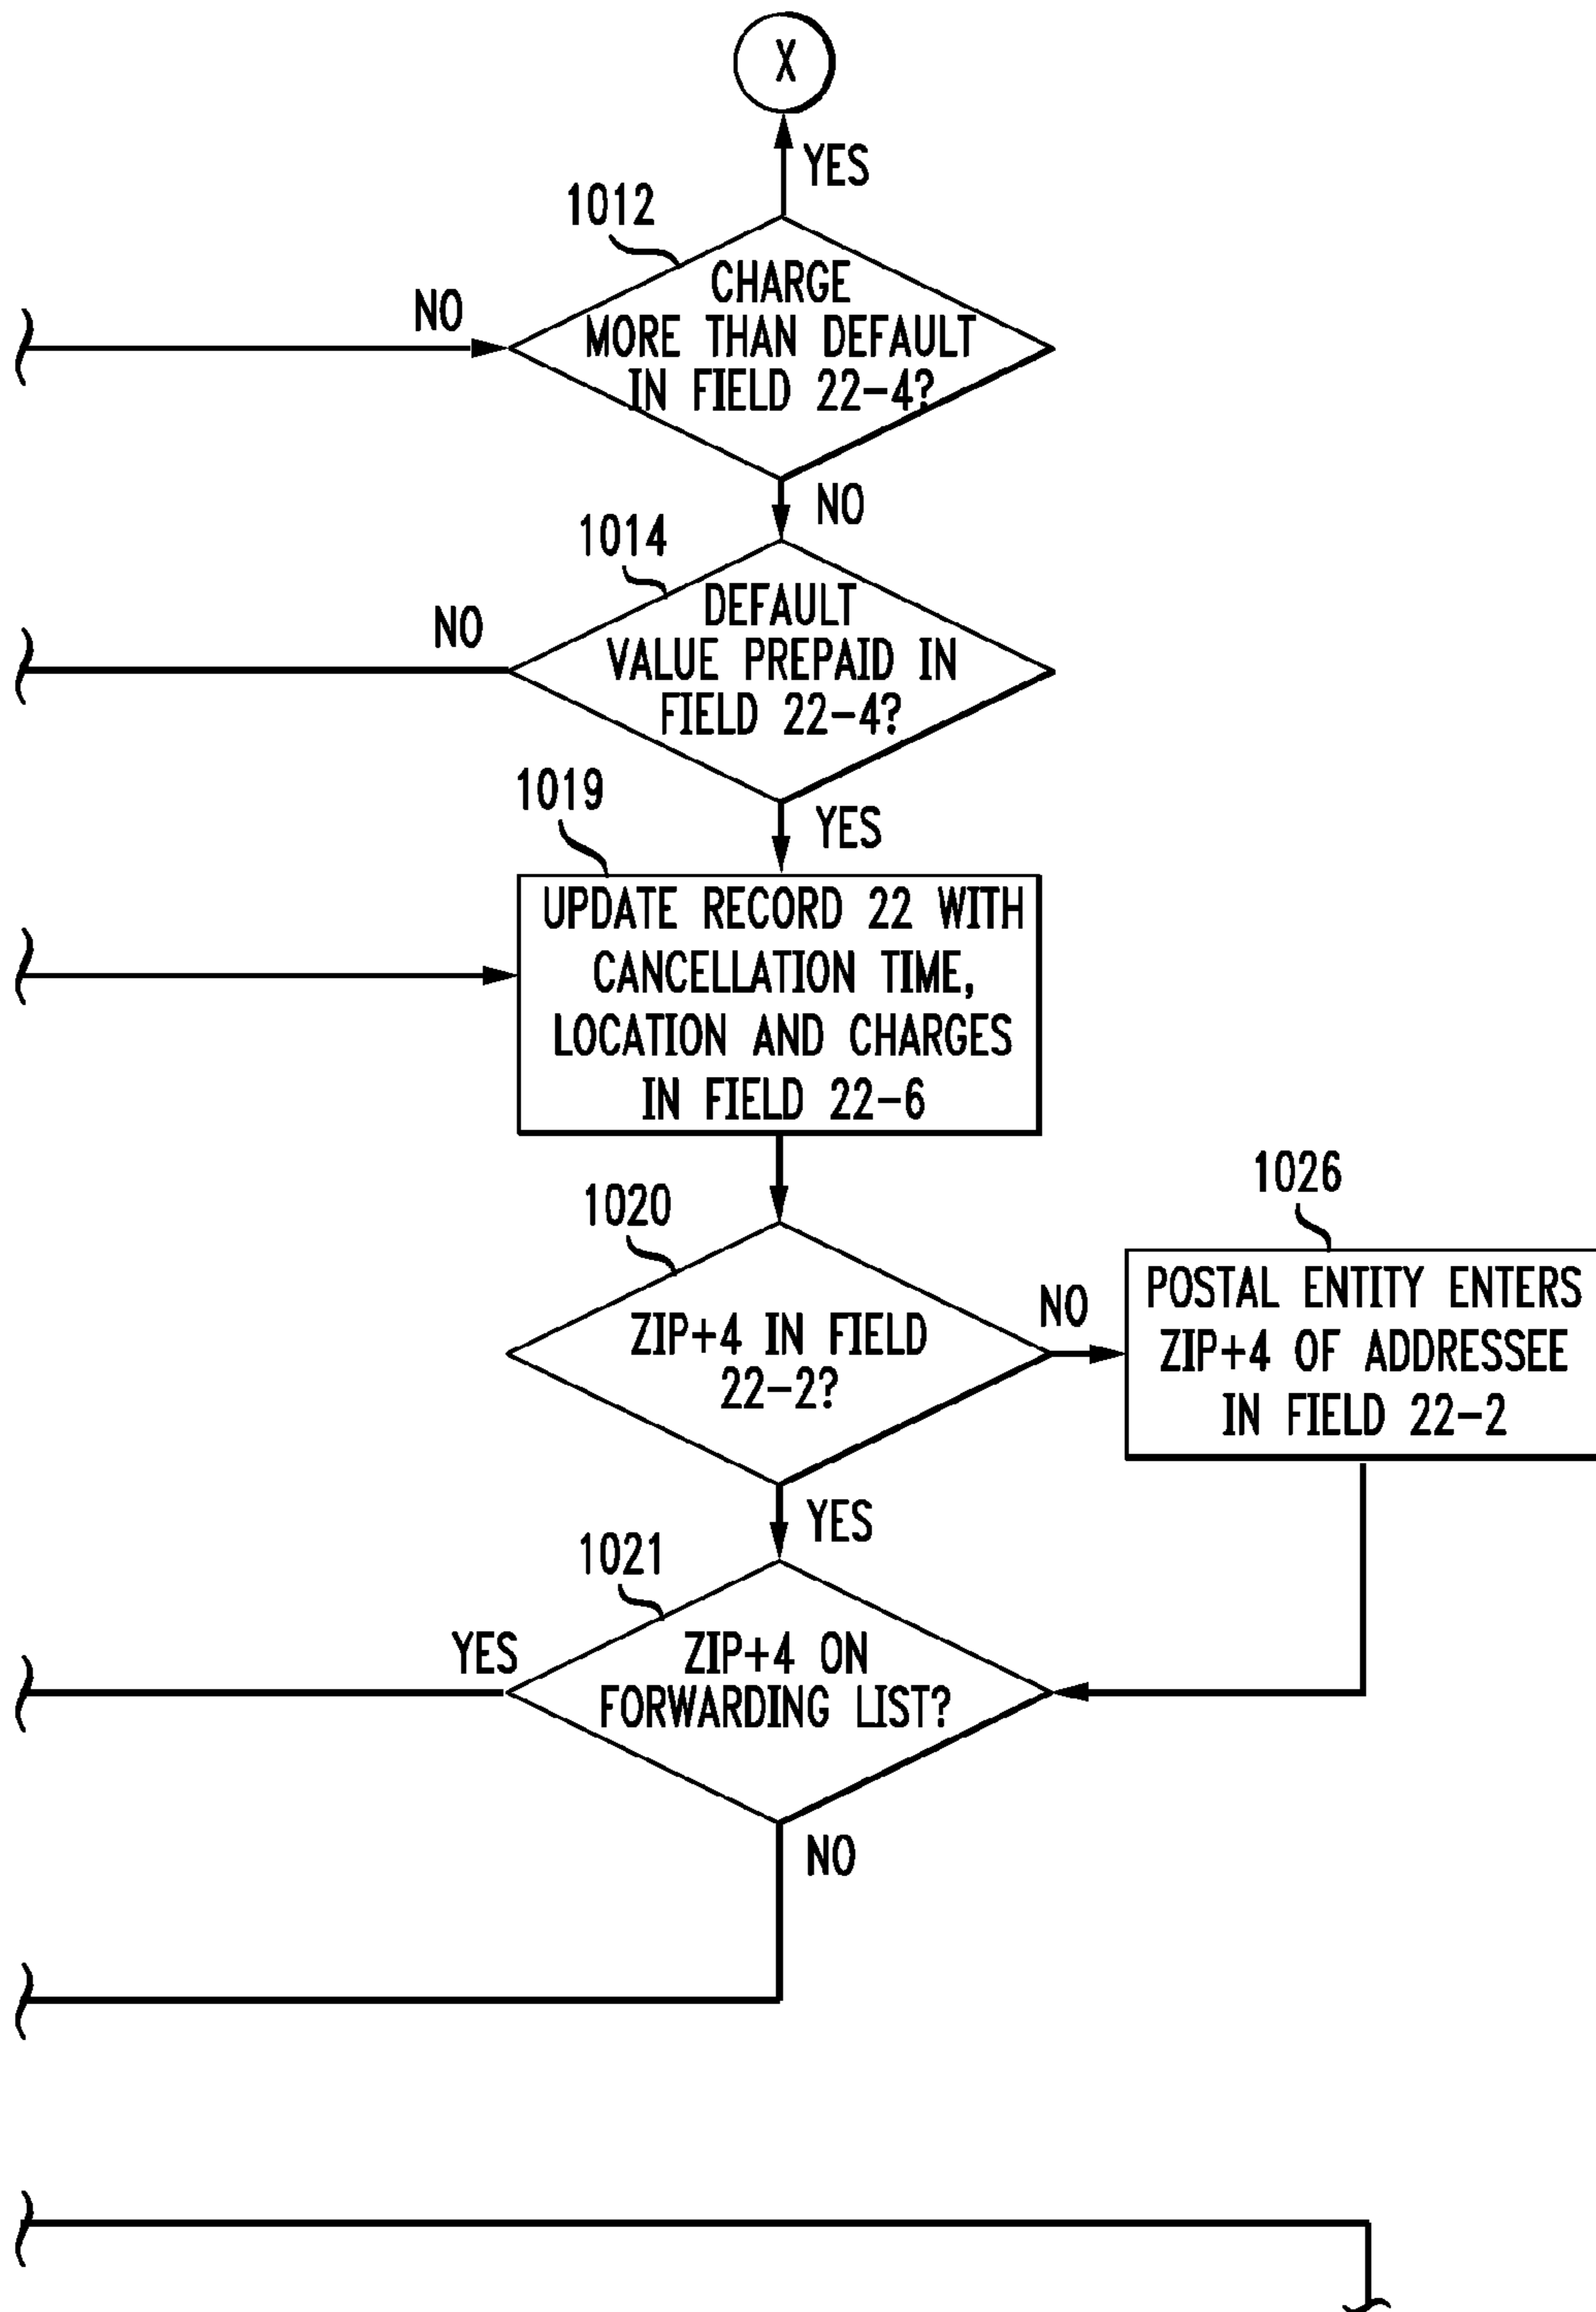 X
YES
1012
NO
CHARGE
MORE THAN DEFAULT
IN FIELD 22-4?
NO
1014
NO
DEFAULT
VALUE PREPAID IN
FIELD 22-4?
1019
YES
UPDATE RECORD 22 WITH
CANCELLATION TIME,
LOCATION AND CHARGES
IN FIELD 22-6
1020
ZIP+4 IN FIELD
22-2?
NO
1026
POSTAL ENTITY ENTERS
ZIP+4 OF ADDRESSEE
IN FIELD 22-2
YES
1021
YES
ZIP+4 ON
FORWARDING LIST?
NO